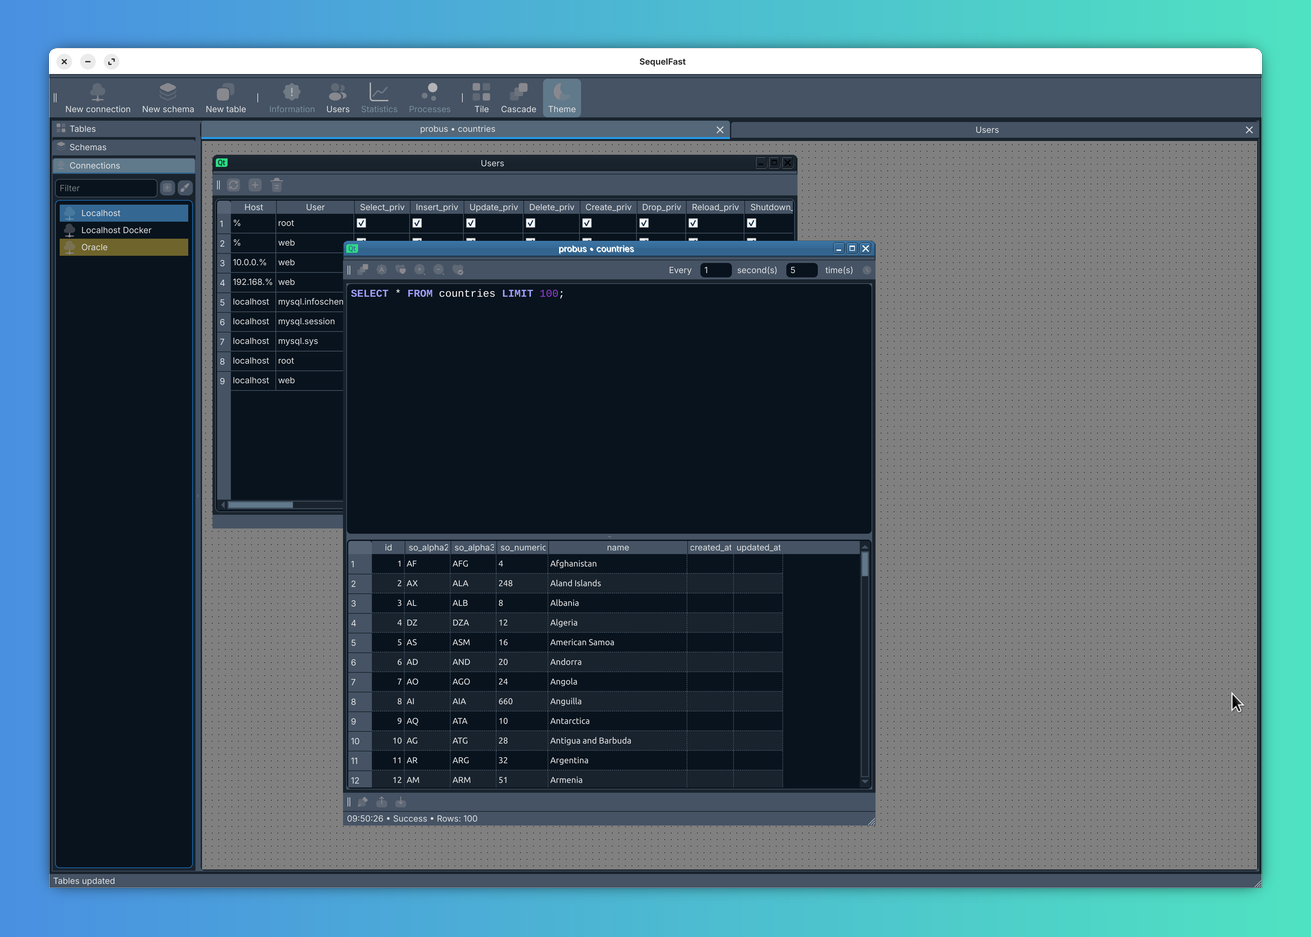 SequelFast
New connection
New schema
New table
Information
Users
Statistics
Processes
Tile
Cascade
Theme
Tables
Schemas
Connections
Filter
Localhost
Localhost Docker
Oracle
probus • countries
Users
Qt
Users
Host User Select_priv Insert_priv Update_priv Delete_priv Create_priv Drop_priv Reload_priv Shutdown_
1 % root
2 % web
3 10.0.0.% web
4 192.168.% web
5 localhost mysql.infoschen
6 localhost mysql.session
7 localhost mysql.sys
8 localhost root
9 localhost web
Qt
probus • countries
Every 1 second(s) 5 time(s)
SELECT * FROM countries LIMIT 100;
id so_alpha2 so_alpha3 so_numeric name created_at updated_at
1 1 AF AFG 4 Afghanistan
2 2 AX ALA 248 Aland Islands
3 3 AL ALB 8 Albania
4 4 DZ DZA 12 Algeria
5 5 AS ASM 16 American Samoa
6 6 AD AND 20 Andorra
7 7 AO AGO 24 Angola
8 8 AI AIA 660 Anguilla
9 9 AQ ATA 10 Antarctica
10 10 AG ATG 28 Antigua and Barbuda
11 11 AR ARG 32 Argentina
12 12 AM ARM 51 Armenia
09:50:26 • Success • Rows: 100
Tables updated